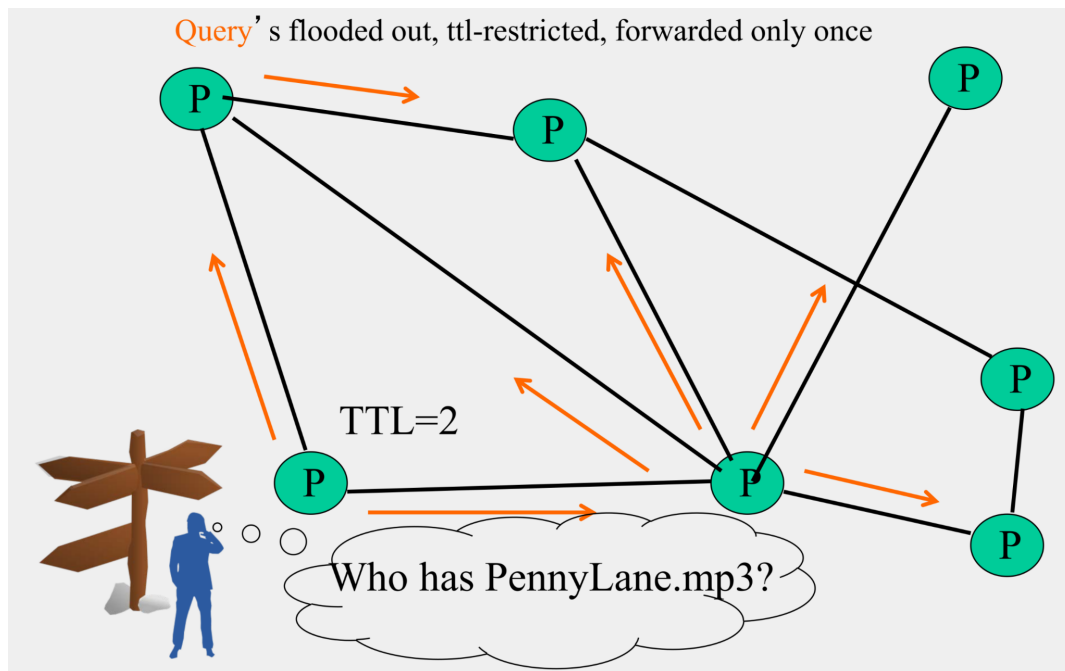 Query’s flooded out, ttl-restricted, forwarded only once
P
P
P
P
TTL=2
P
P
P
Who has PennyLane.mp3?